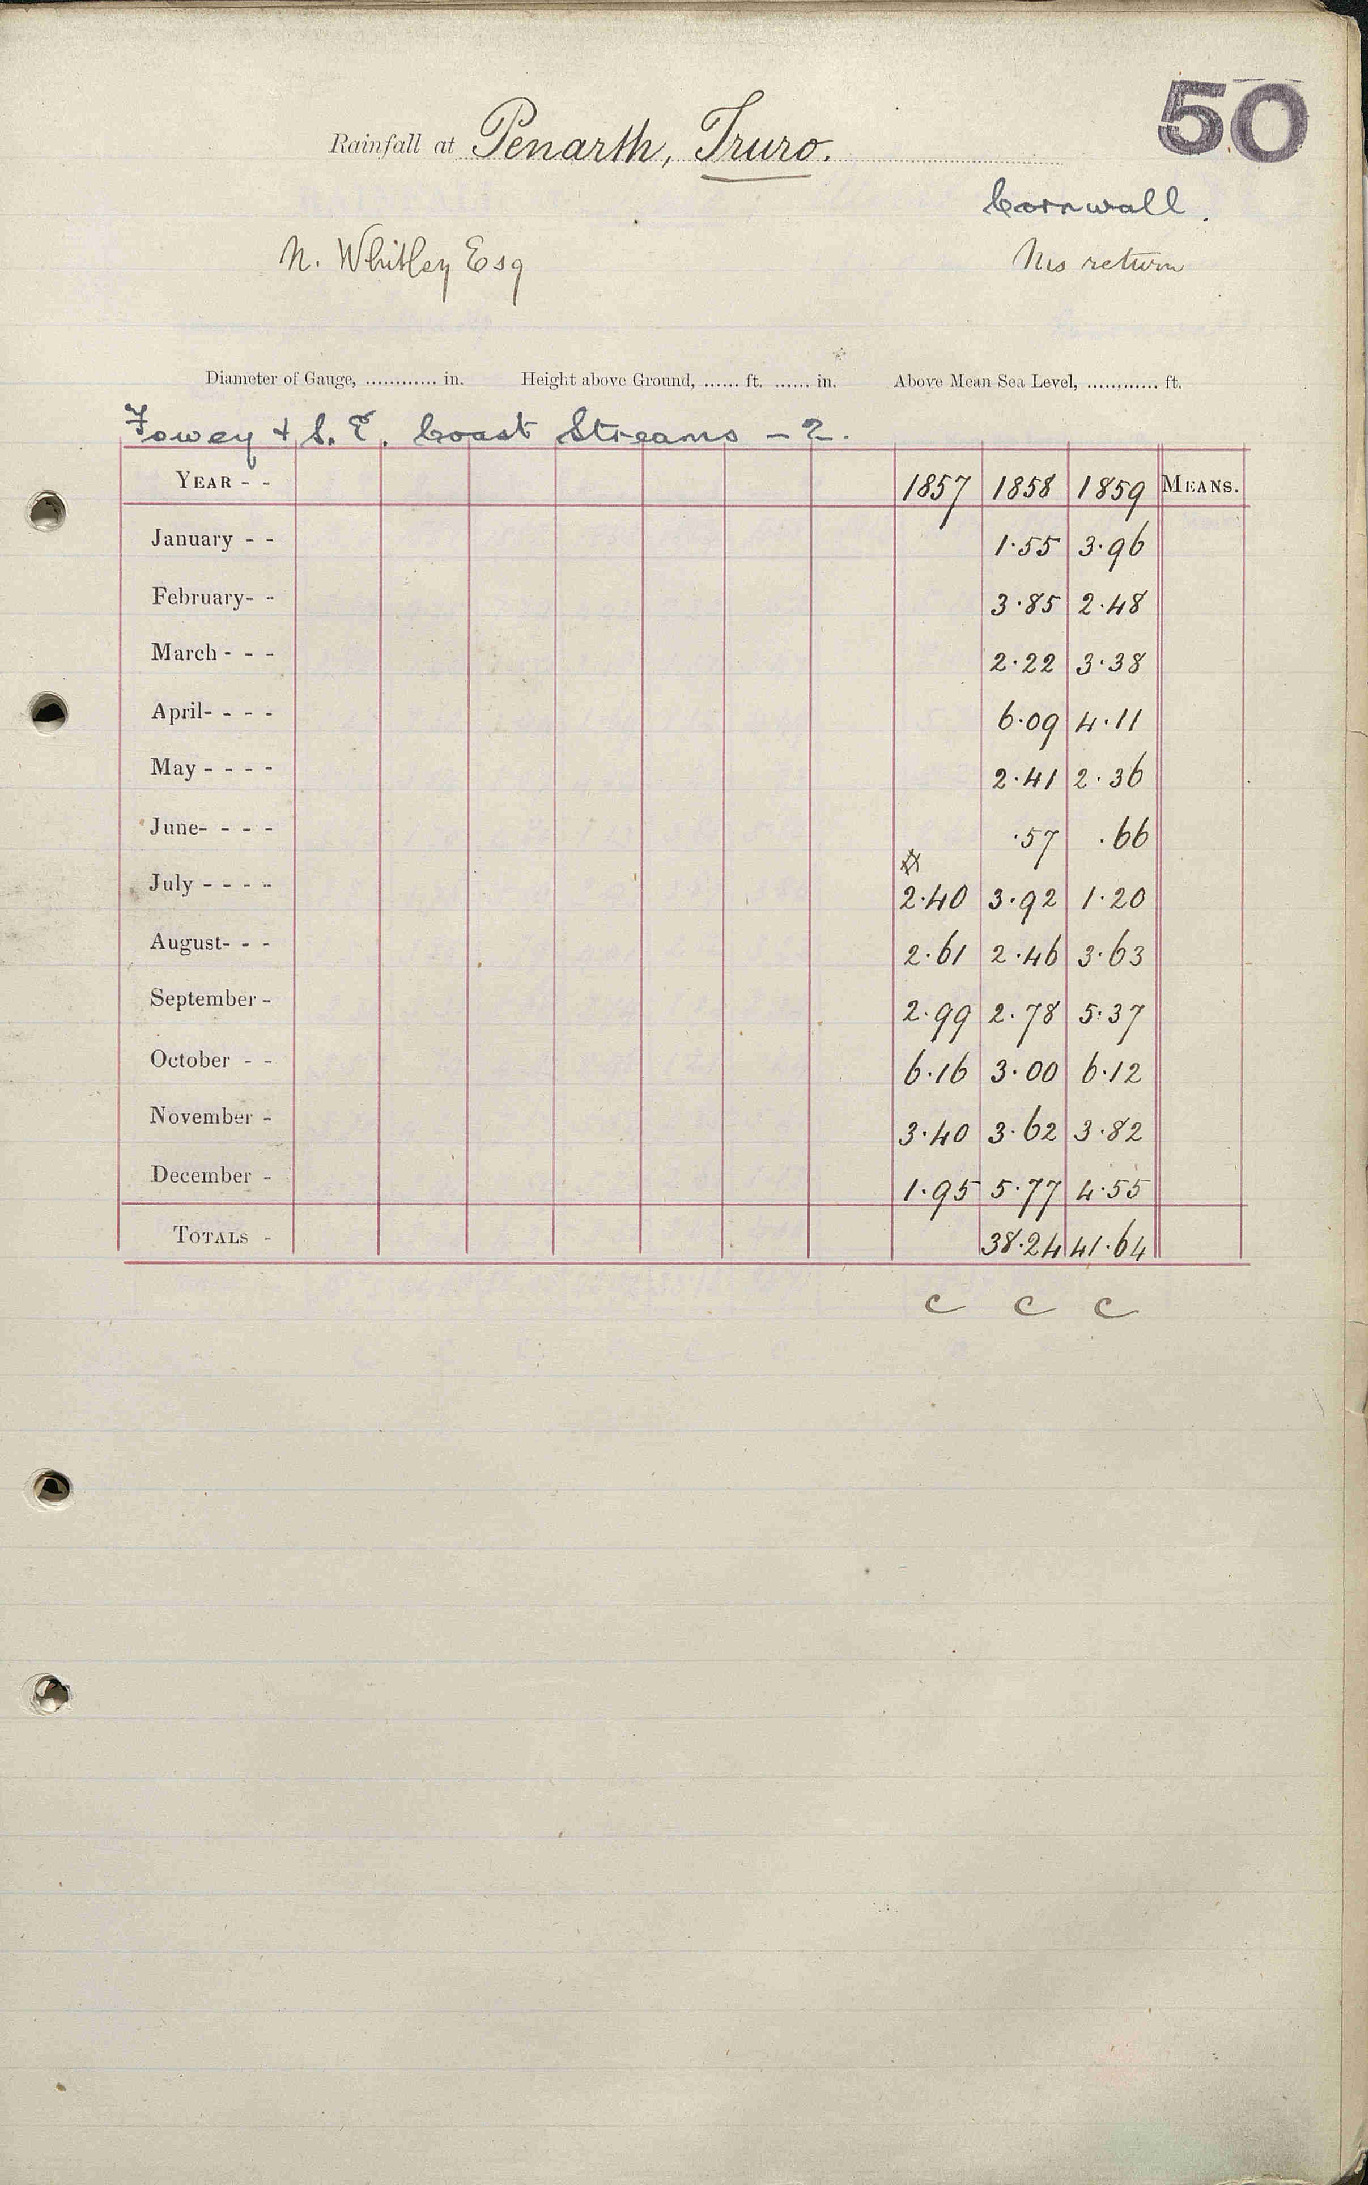 50
Rainfall at Penarth, Truro.
Cornwall.
N. Whitley Esq
Ms return
Diameter of Gauge, ............ in. Height above Ground, ...... ft. ...... in. Above Mean Sea Level, ............ ft.
Fowey & S. E. Coast Streams - 2.
YEAR - - 1857 1858 1859 MEANS.
January - - 1.55 3.96
February- - 3.85 2.48
March - - - 2.22 3.38
April- - - - 6.09 4.11
May - - - - 2.41 2.36
June- - - - .57 .66
July - - - - 2.40 3.92 1.20
August- - - 2.61 2.46 3.63
September - 2.99 2.78 5.37
October - - 6.16 3.00 6.12
November - 3.40 3.62 3.82
December - 1.95 5.77 4.55
TOTALS - 38.24 41.64
C C C